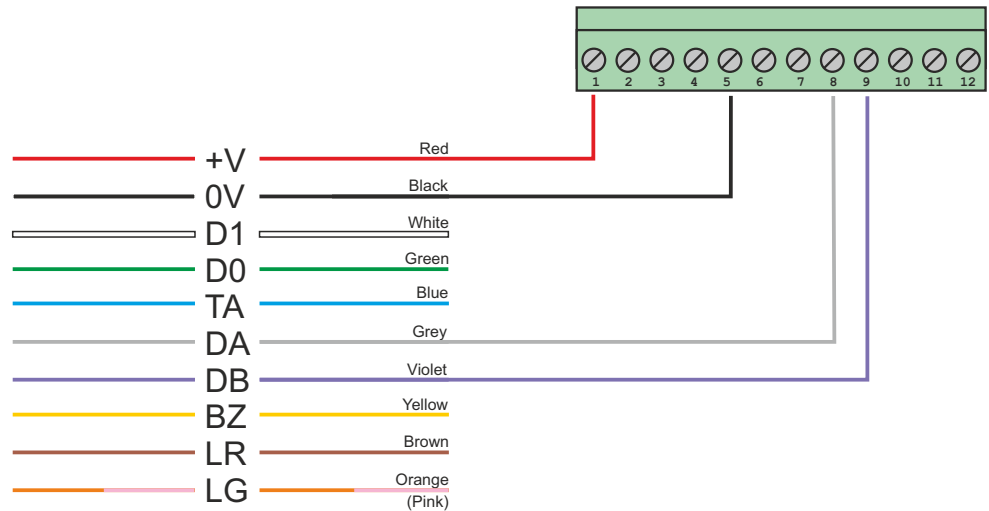 1 2 3 4 5 6 7 8 9 10 11 12
+V Red
0V Black
D1 White
D0 Green
TA Blue
DA Grey
DB Violet
BZ Yellow
LR Brown
LG Orange
(Pink)